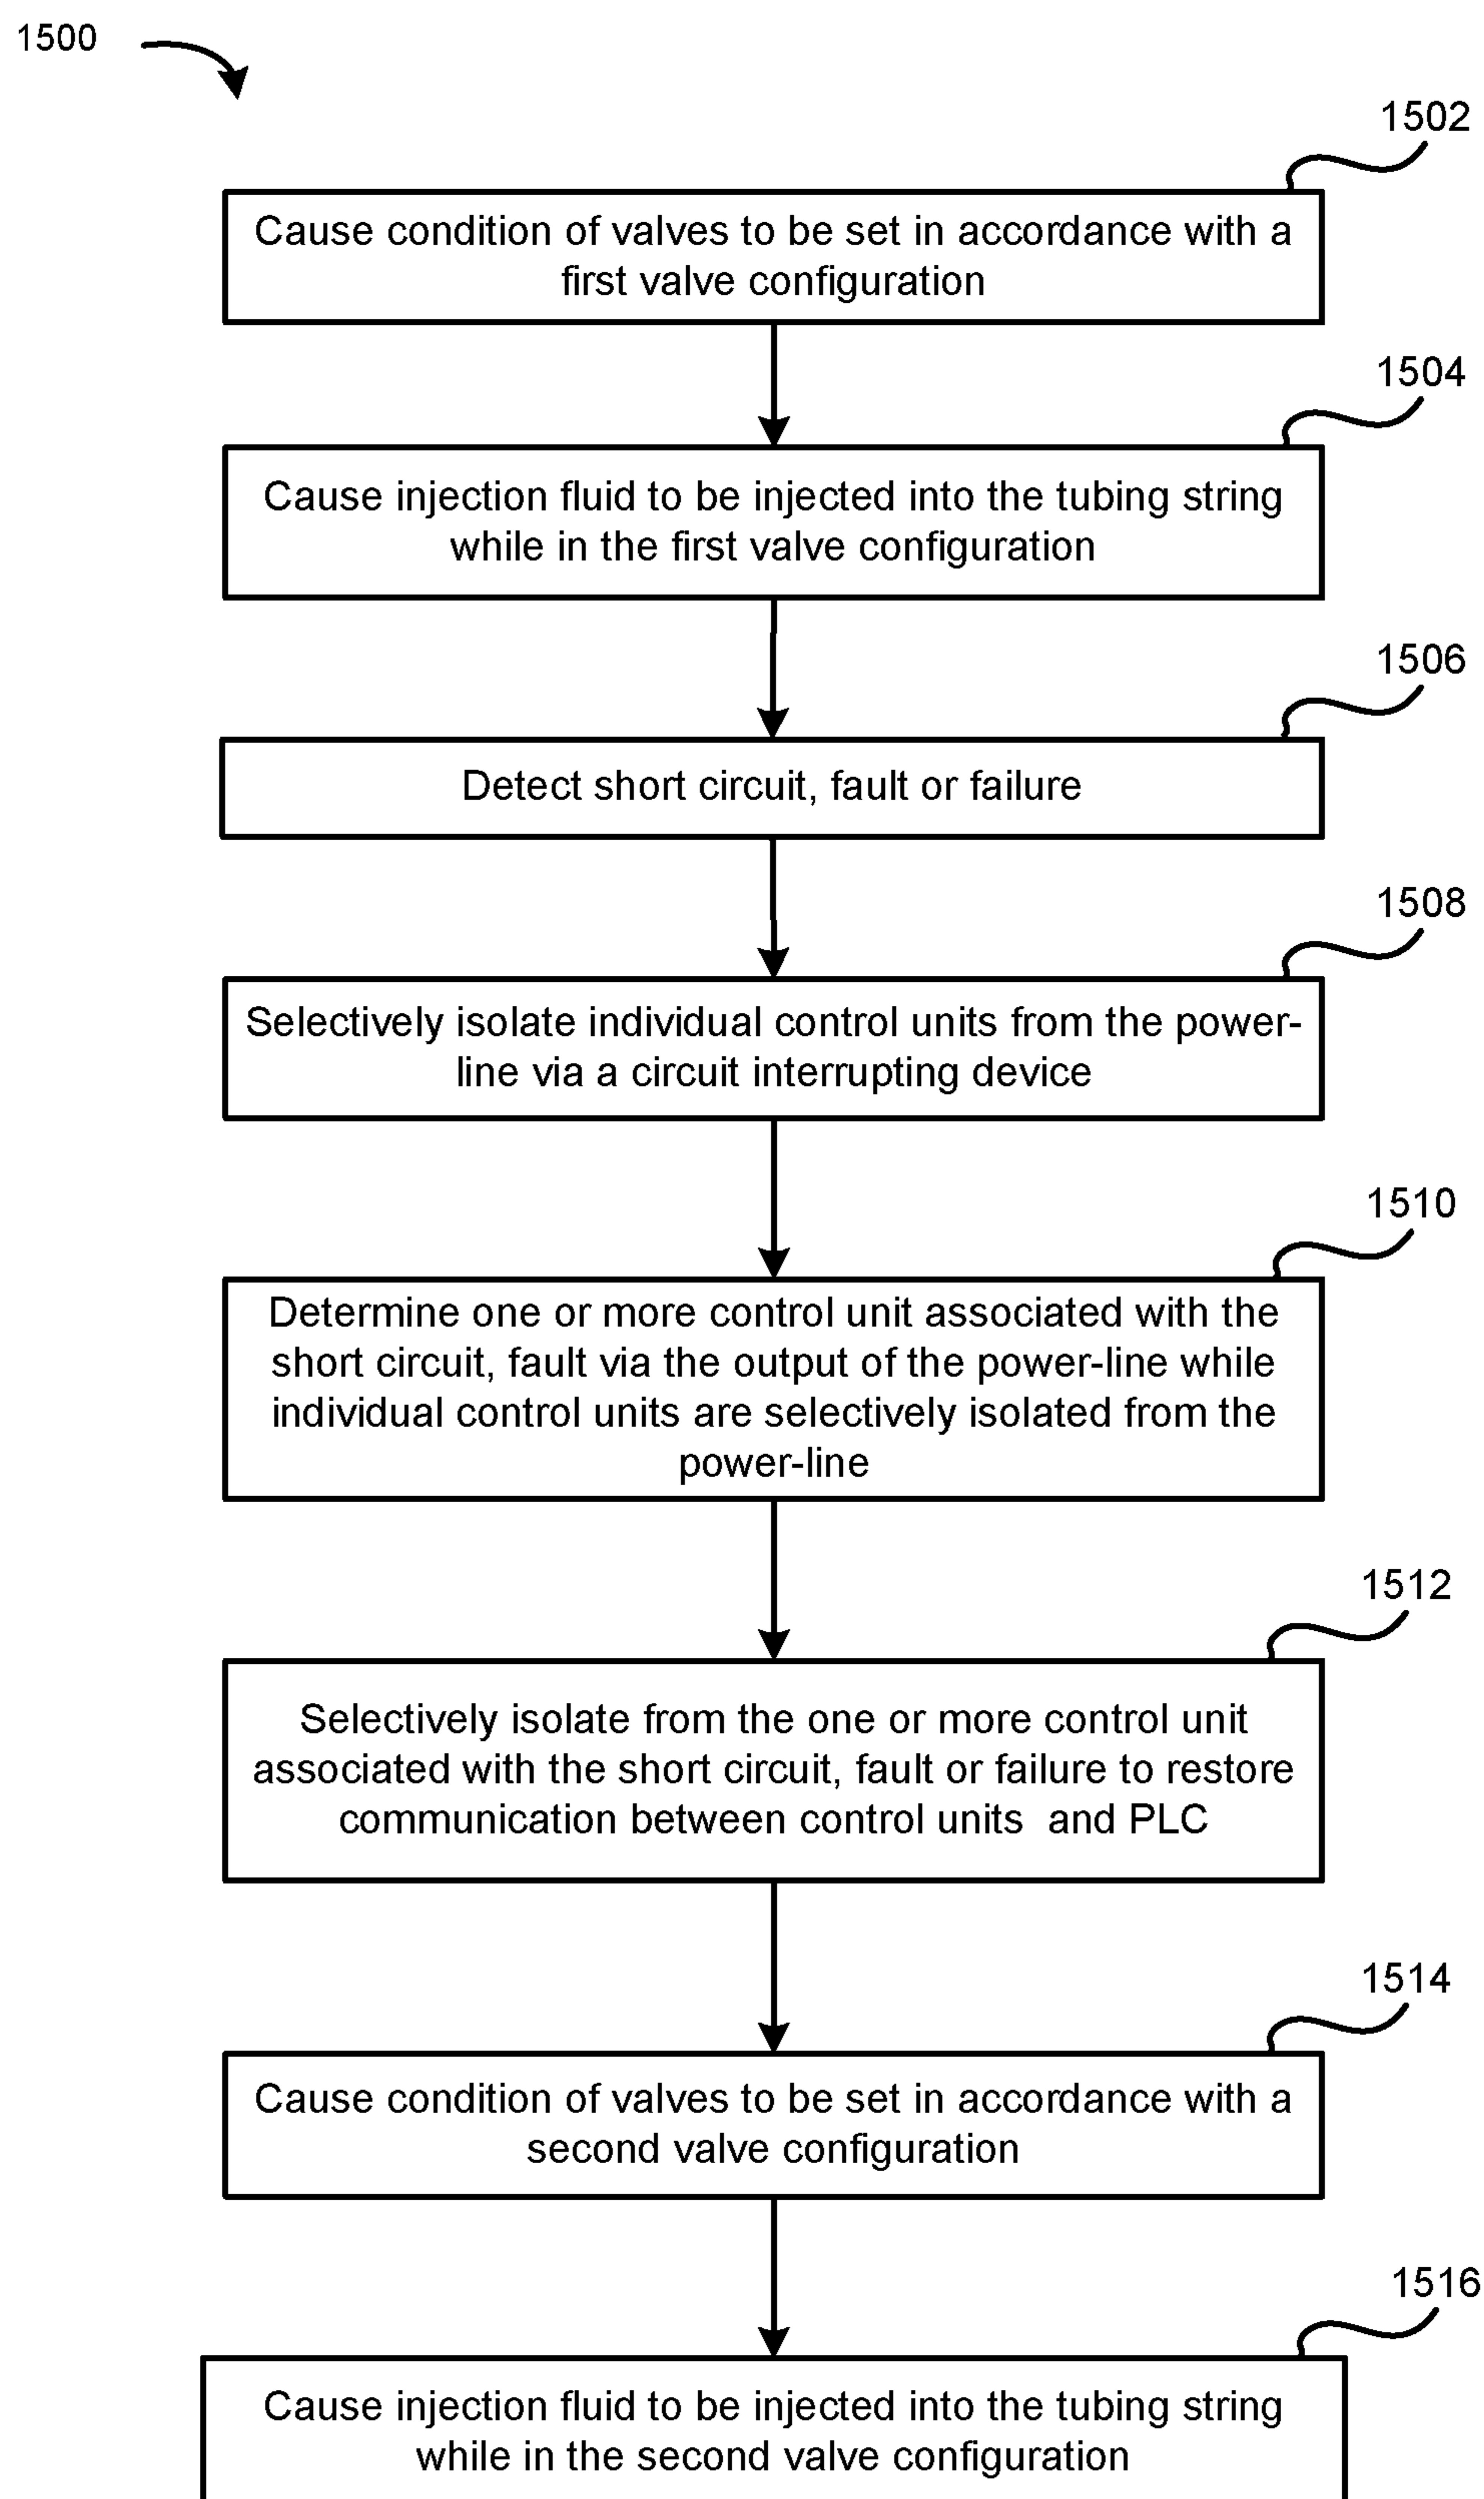 1500
1502
Cause condition of valves to be set in accordance with a
first valve configuration
1504
Cause injection fluid to be injected into the tubing string
while in the first valve configuration
1506
Detect short circuit, fault or failure
1508
Selectively isolate individual control units from the power-
line via a circuit interrupting device
1510
Determine one or more control unit associated with the
short circuit, fault via the output of the power-line while
individual control units are selectively isolated from the
power-line
1512
Selectively isolate from the one or more control unit
associated with the short circuit, fault or failure to restore
communication between control units  and PLC
1514
Cause condition of valves to be set in accordance with a
second valve configuration
1516
Cause injection fluid to be injected into the tubing string
while in the second valve configuration